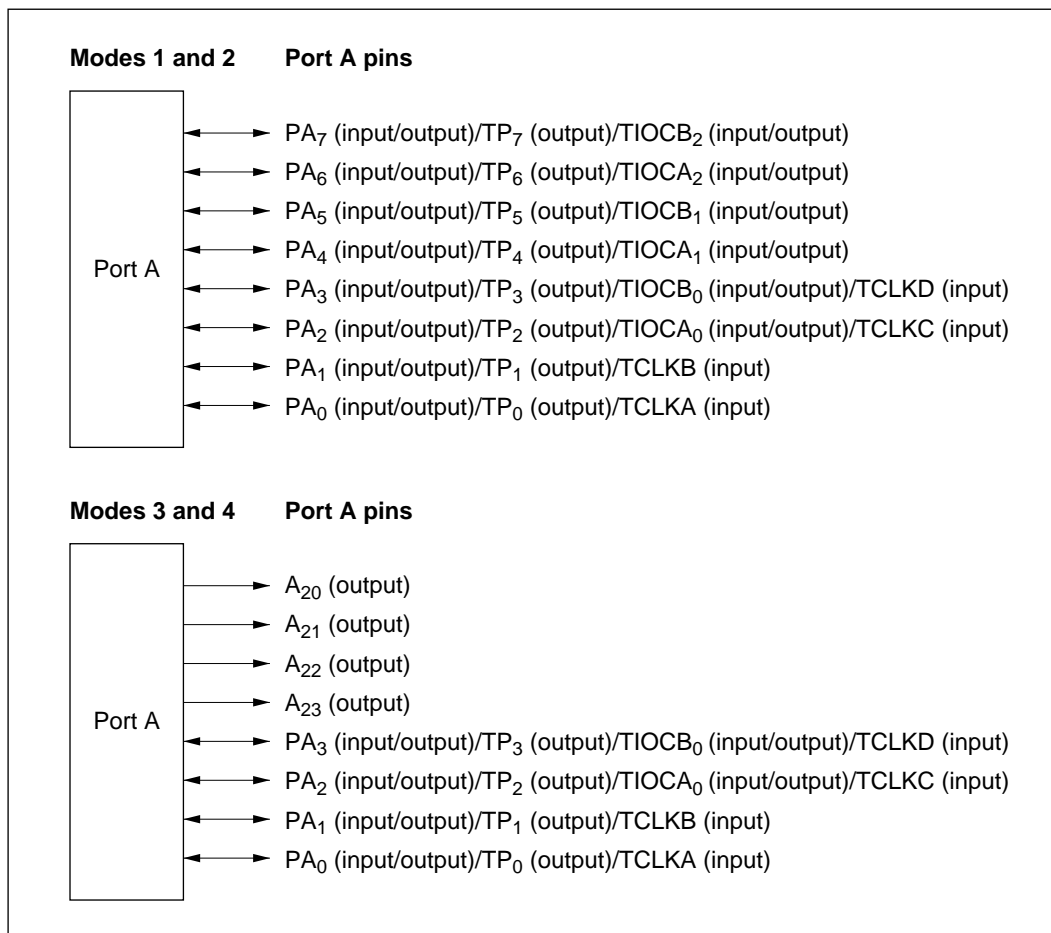 Modes 1 and 2 Port A pins
PA₇ (input/output)/TP₇ (output)/TIOCB₂ (input/output)
PA₆ (input/output)/TP₆ (output)/TIOCA₂ (input/output)
PA₅ (input/output)/TP₅ (output)/TIOCB₁ (input/output)
PA₄ (input/output)/TP₄ (output)/TIOCA₁ (input/output)
Port A
PA₃ (input/output)/TP₃ (output)/TIOCB₀ (input/output)/TCLKD (input)
PA₂ (input/output)/TP₂ (output)/TIOCA₀ (input/output)/TCLKC (input)
PA₁ (input/output)/TP₁ (output)/TCLKB (input)
PA₀ (input/output)/TP₀ (output)/TCLKA (input)
Modes 3 and 4 Port A pins
A₂₀ (output)
A₂₁ (output)
A₂₂ (output)
A₂₃ (output)
Port A
PA₃ (input/output)/TP₃ (output)/TIOCB₀ (input/output)/TCLKD (input)
PA₂ (input/output)/TP₂ (output)/TIOCA₀ (input/output)/TCLKC (input)
PA₁ (input/output)/TP₁ (output)/TCLKB (input)
PA₀ (input/output)/TP₀ (output)/TCLKA (input)